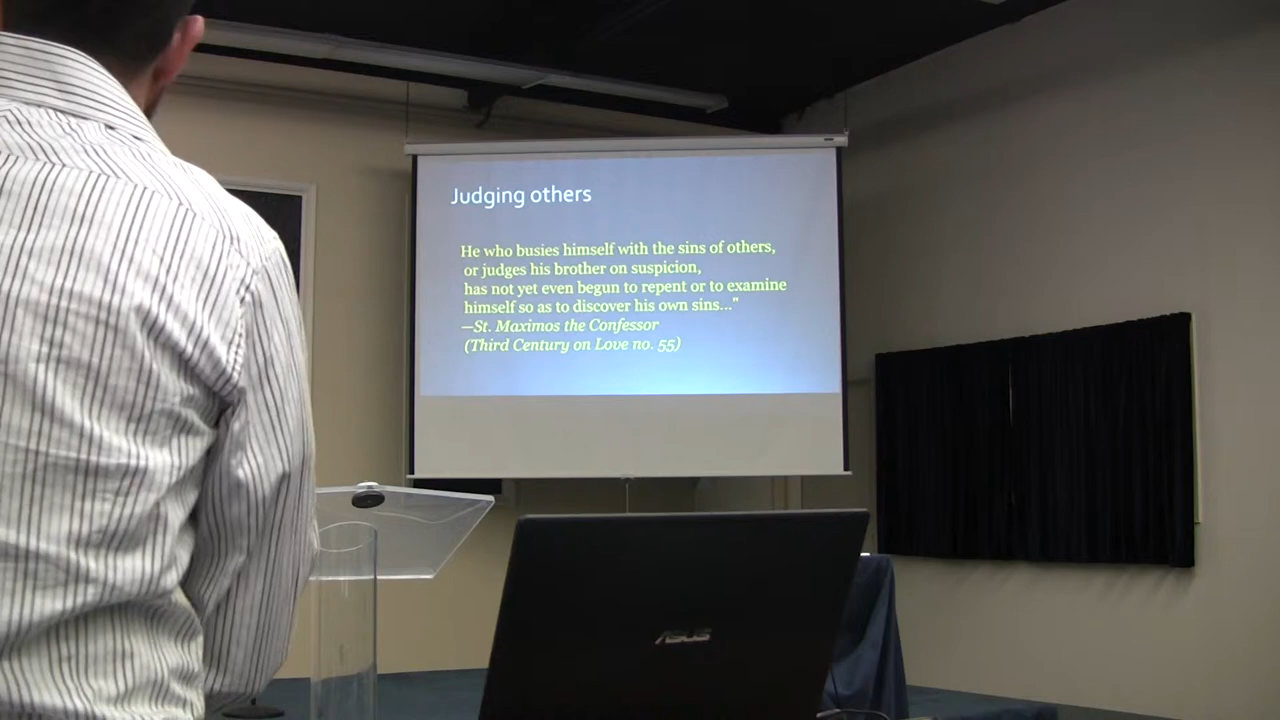 Judging others
He who busies himself with the sins of others,
or judges his brother on suspicion,
has not yet even begun to repent or to examine
himself so as to discover his own sins..."
—St. Maximos the Confessor
(Third Century on Love no. 55)
ASUS